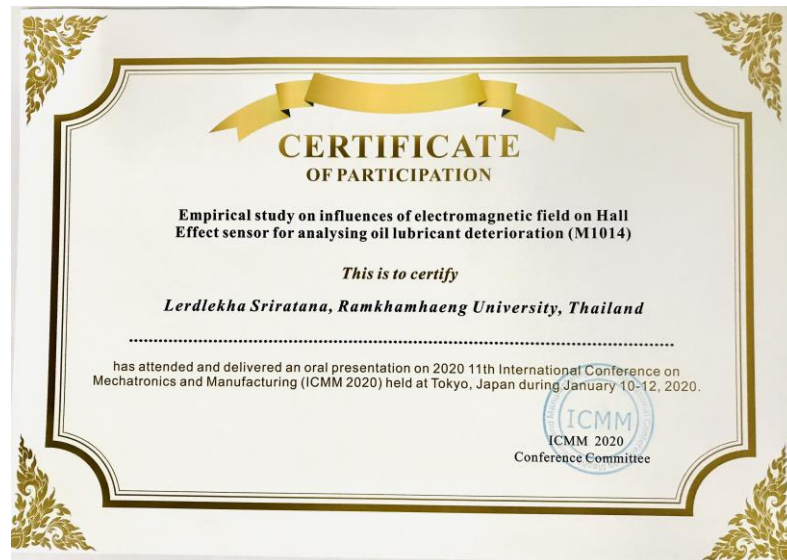 CERTIFICATE
OF PARTICIPATION
Empirical study on influences of electromagnetic field on Hall
Effect sensor for analysing oil lubricant deterioration (M1014)
This is to certify
Lerdlekha Sriratana, Ramkhamhaeng University, Thailand
has attended and delivered an oral presentation on 2020 11th International Conference on
Mechatronics and Manufacturing (ICMM 2020) held at Tokyo, Japan during January 10-12, 2020.
ICMM
ICMM 2020
Conference Committee